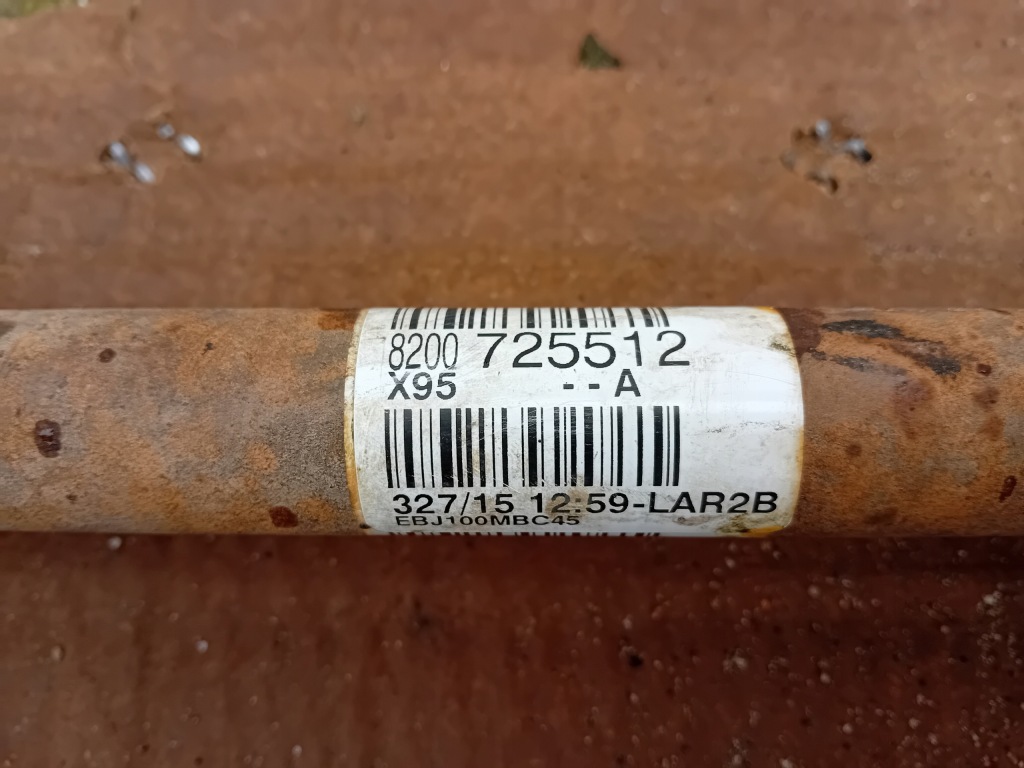 8200 725512
X95 --A
327/15 12:59-LAR2B
EBJ100MBC45